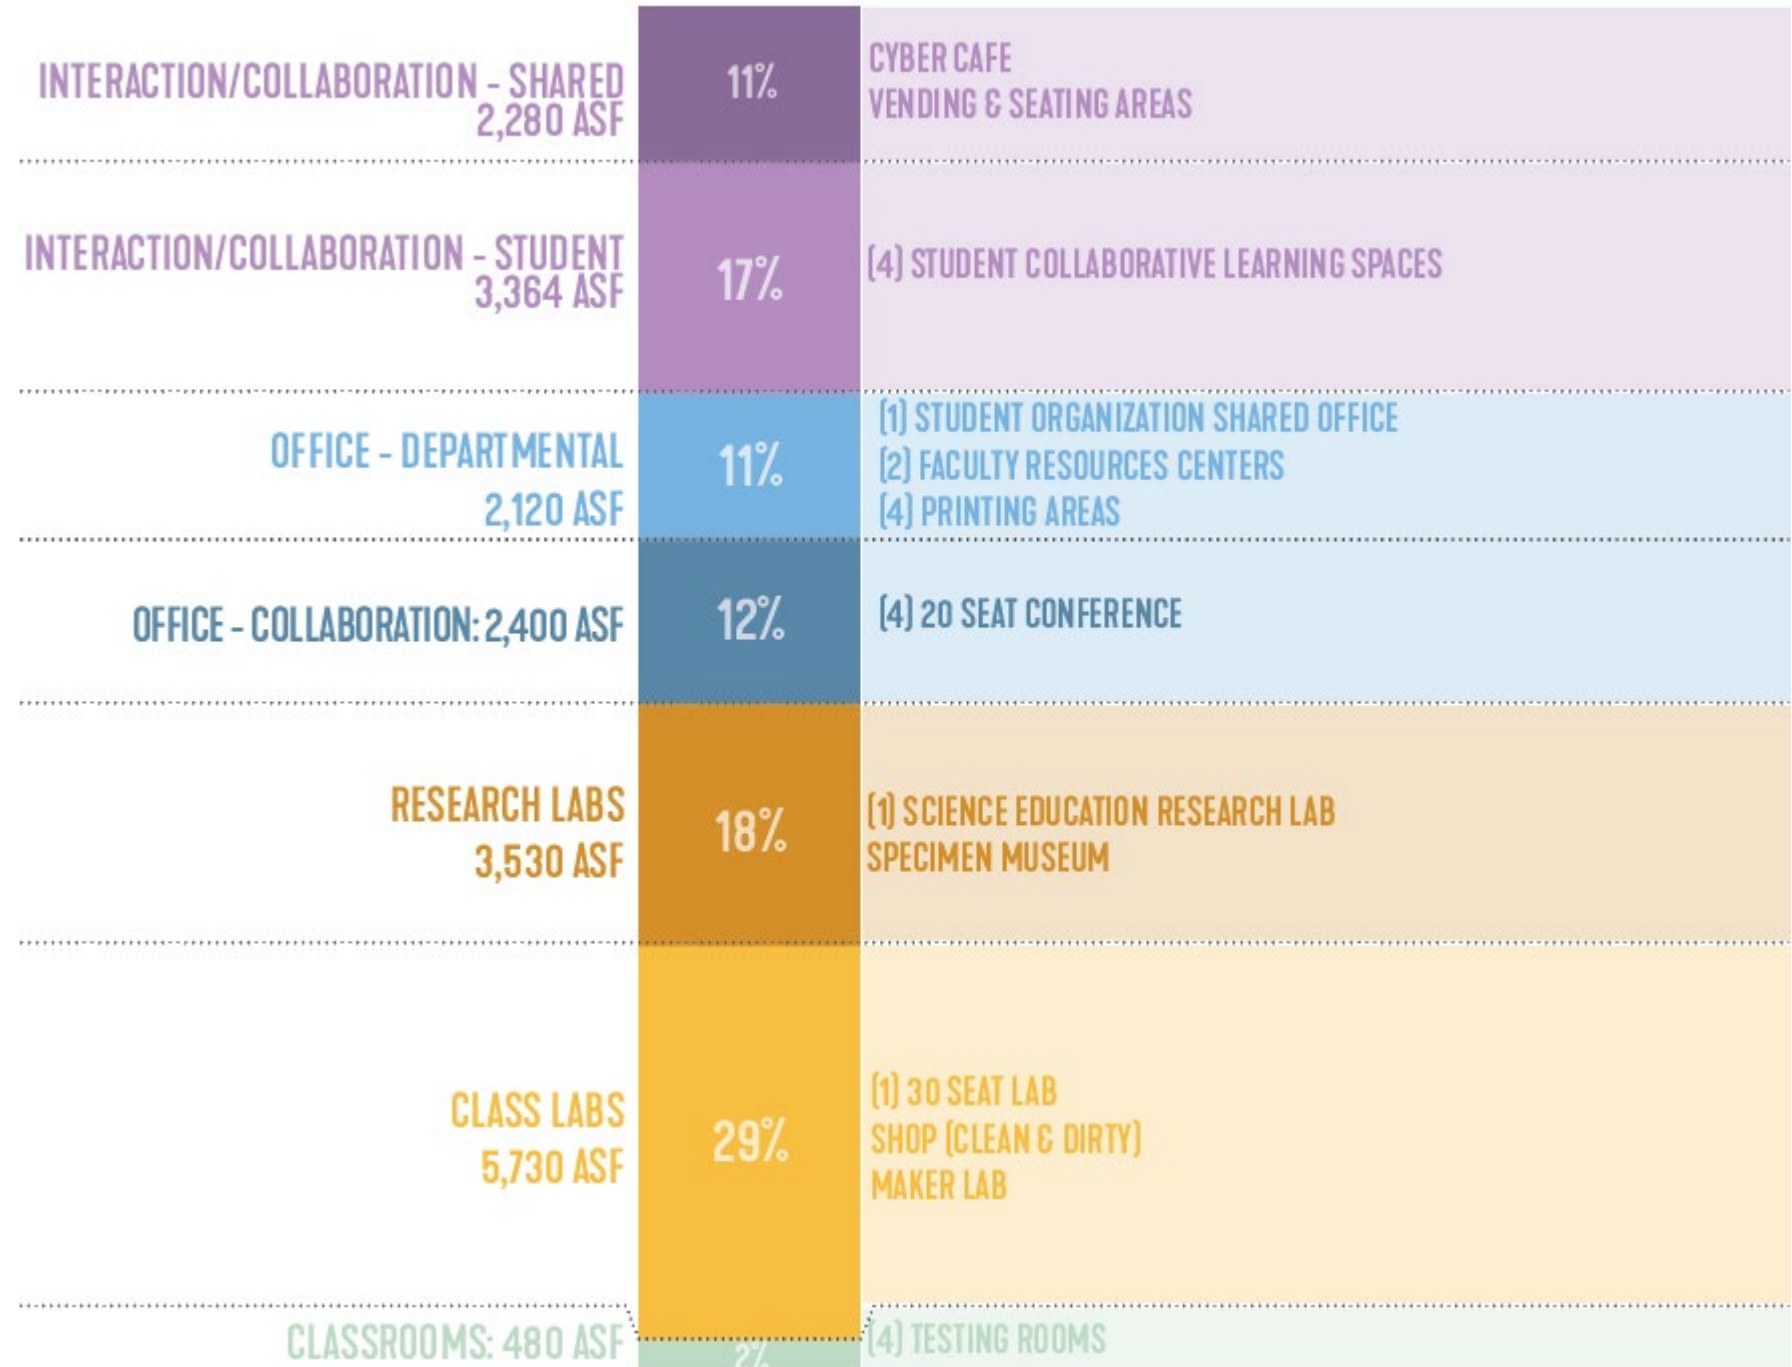 INTERACTION/COLLABORATION - SHARED
2,280 ASF
11%
CYBER CAFE
VENDING & SEATING AREAS
INTERACTION/COLLABORATION - STUDENT
3,364 ASF
17%
(4) STUDENT COLLABORATIVE LEARNING SPACES
OFFICE - DEPARTMENTAL
2,120 ASF
11%
(1) STUDENT ORGANIZATION SHARED OFFICE
(2) FACULTY RESOURCES CENTERS
(4) PRINTING AREAS
OFFICE - COLLABORATION: 2,400 ASF
12%
(4) 20 SEAT CONFERENCE
RESEARCH LABS
3,530 ASF
18%
(1) SCIENCE EDUCATION RESEARCH LAB
SPECIMEN MUSEUM
CLASS LABS
5,730 ASF
29%
(1) 30 SEAT LAB
SHOP (CLEAN & DIRTY)
MAKER LAB
CLASSROOMS: 480 ASF
2%
(4) TESTING ROOMS